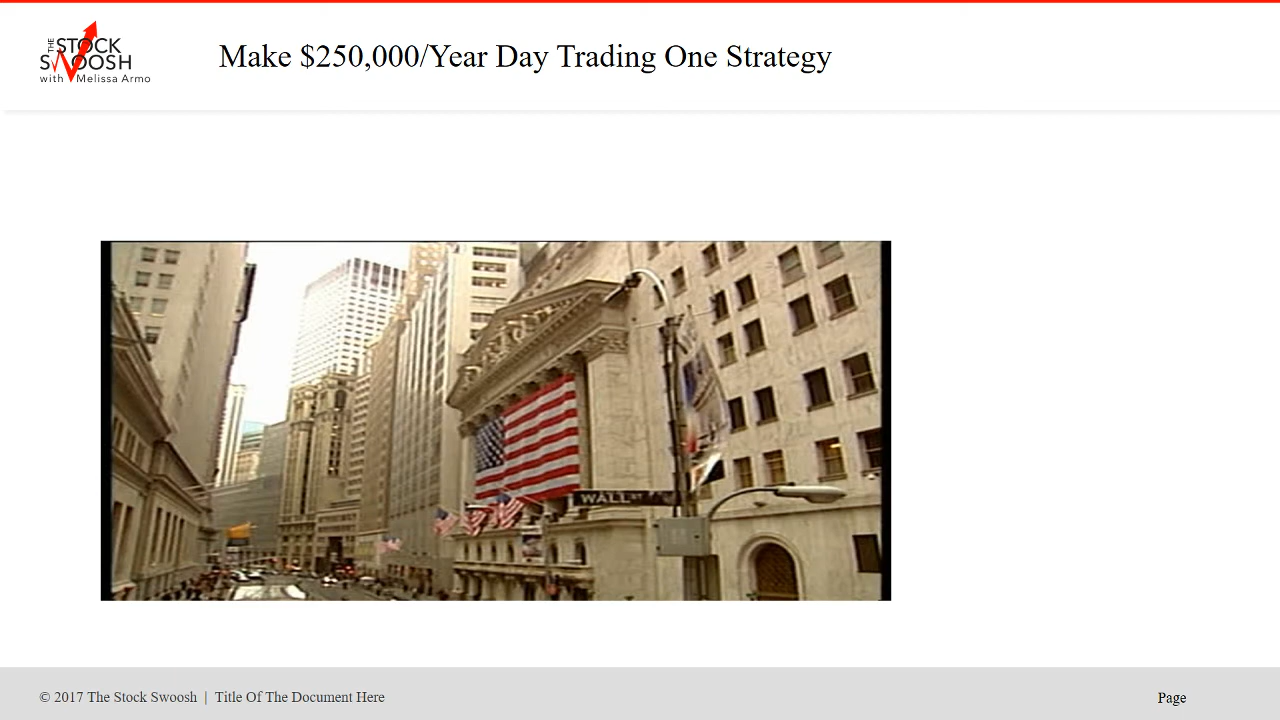 THE
STOCK
SWOOSH
with Melissa Armo
Make $250,000/Year Day Trading One Strategy
WALL ST
© 2017 The Stock Swoosh | Title Of The Document Here
Page